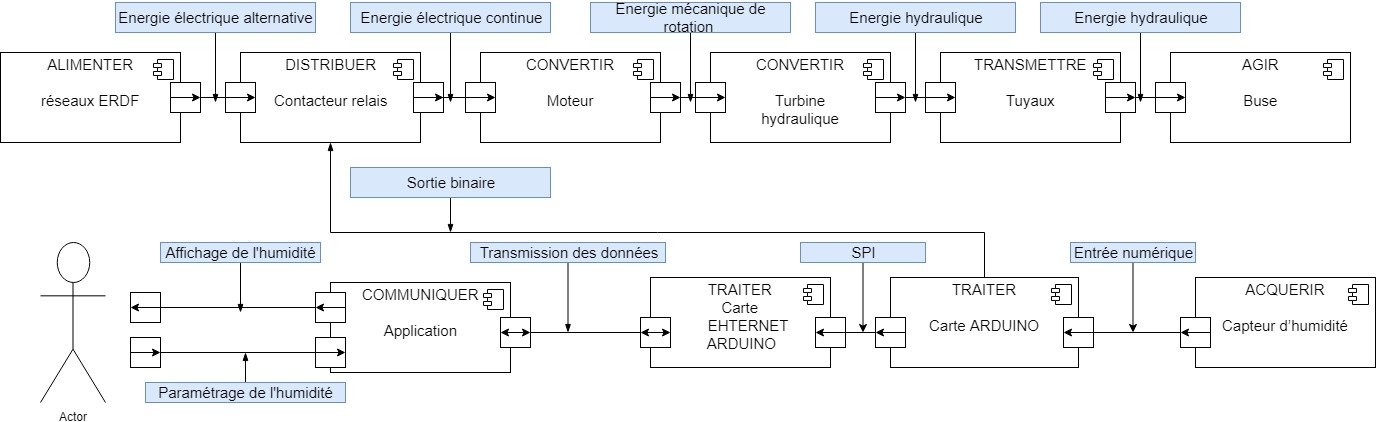 Energie électrique alternative
Energie électrique continue
Energie mécanique de
rotation
Energie hydraulique
Energie hydraulique
ALIMENTER
réseaux ERDF
DISTRIBUER
Contacteur relais
CONVERTIR
Moteur
CONVERTIR
Turbine
hydraulique
TRANSMETTRE
Tuyaux
AGIR
Buse
Sortie binaire
Affichage de l'humidité
Transmission des données
SPI
Entrée numérique
COMMUNIQUER
Application
TRAITER
Carte
EHTERNET
ARDUINO
TRAITER
Carte ARDUINO
ACQUERIR
Capteur d'humidité
Paramétrage de l'humidité
Actor